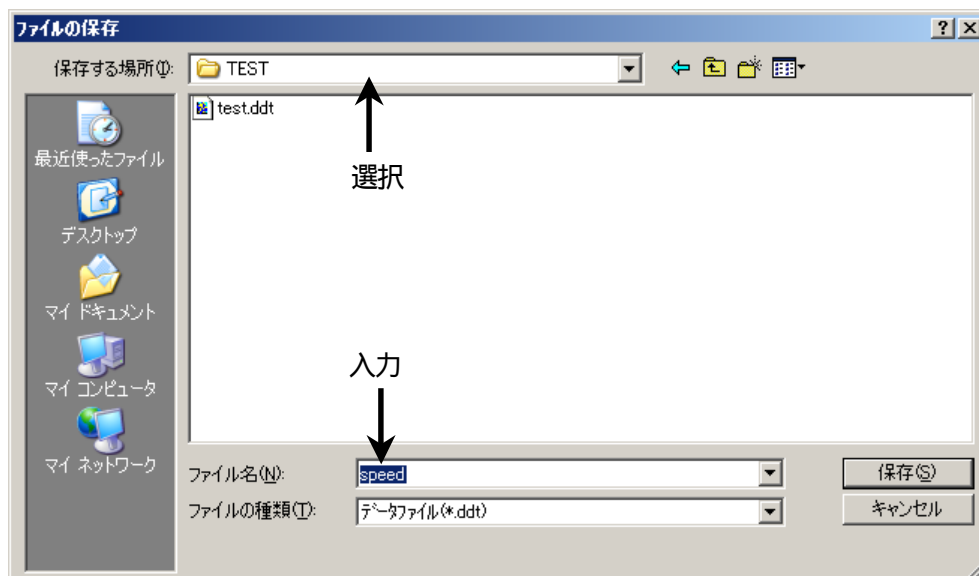 ファイルの保存
保存する場所(I):
TEST
test.ddt
選択
最近使ったファイル
デスクトップ
マイ ドキュメント
マイ コンピュータ
マイ ネットワーク
入力
ファイル名(N):
speed
保存(S)
ファイルの種類(T):
データファイル(*.ddt)
キャンセル